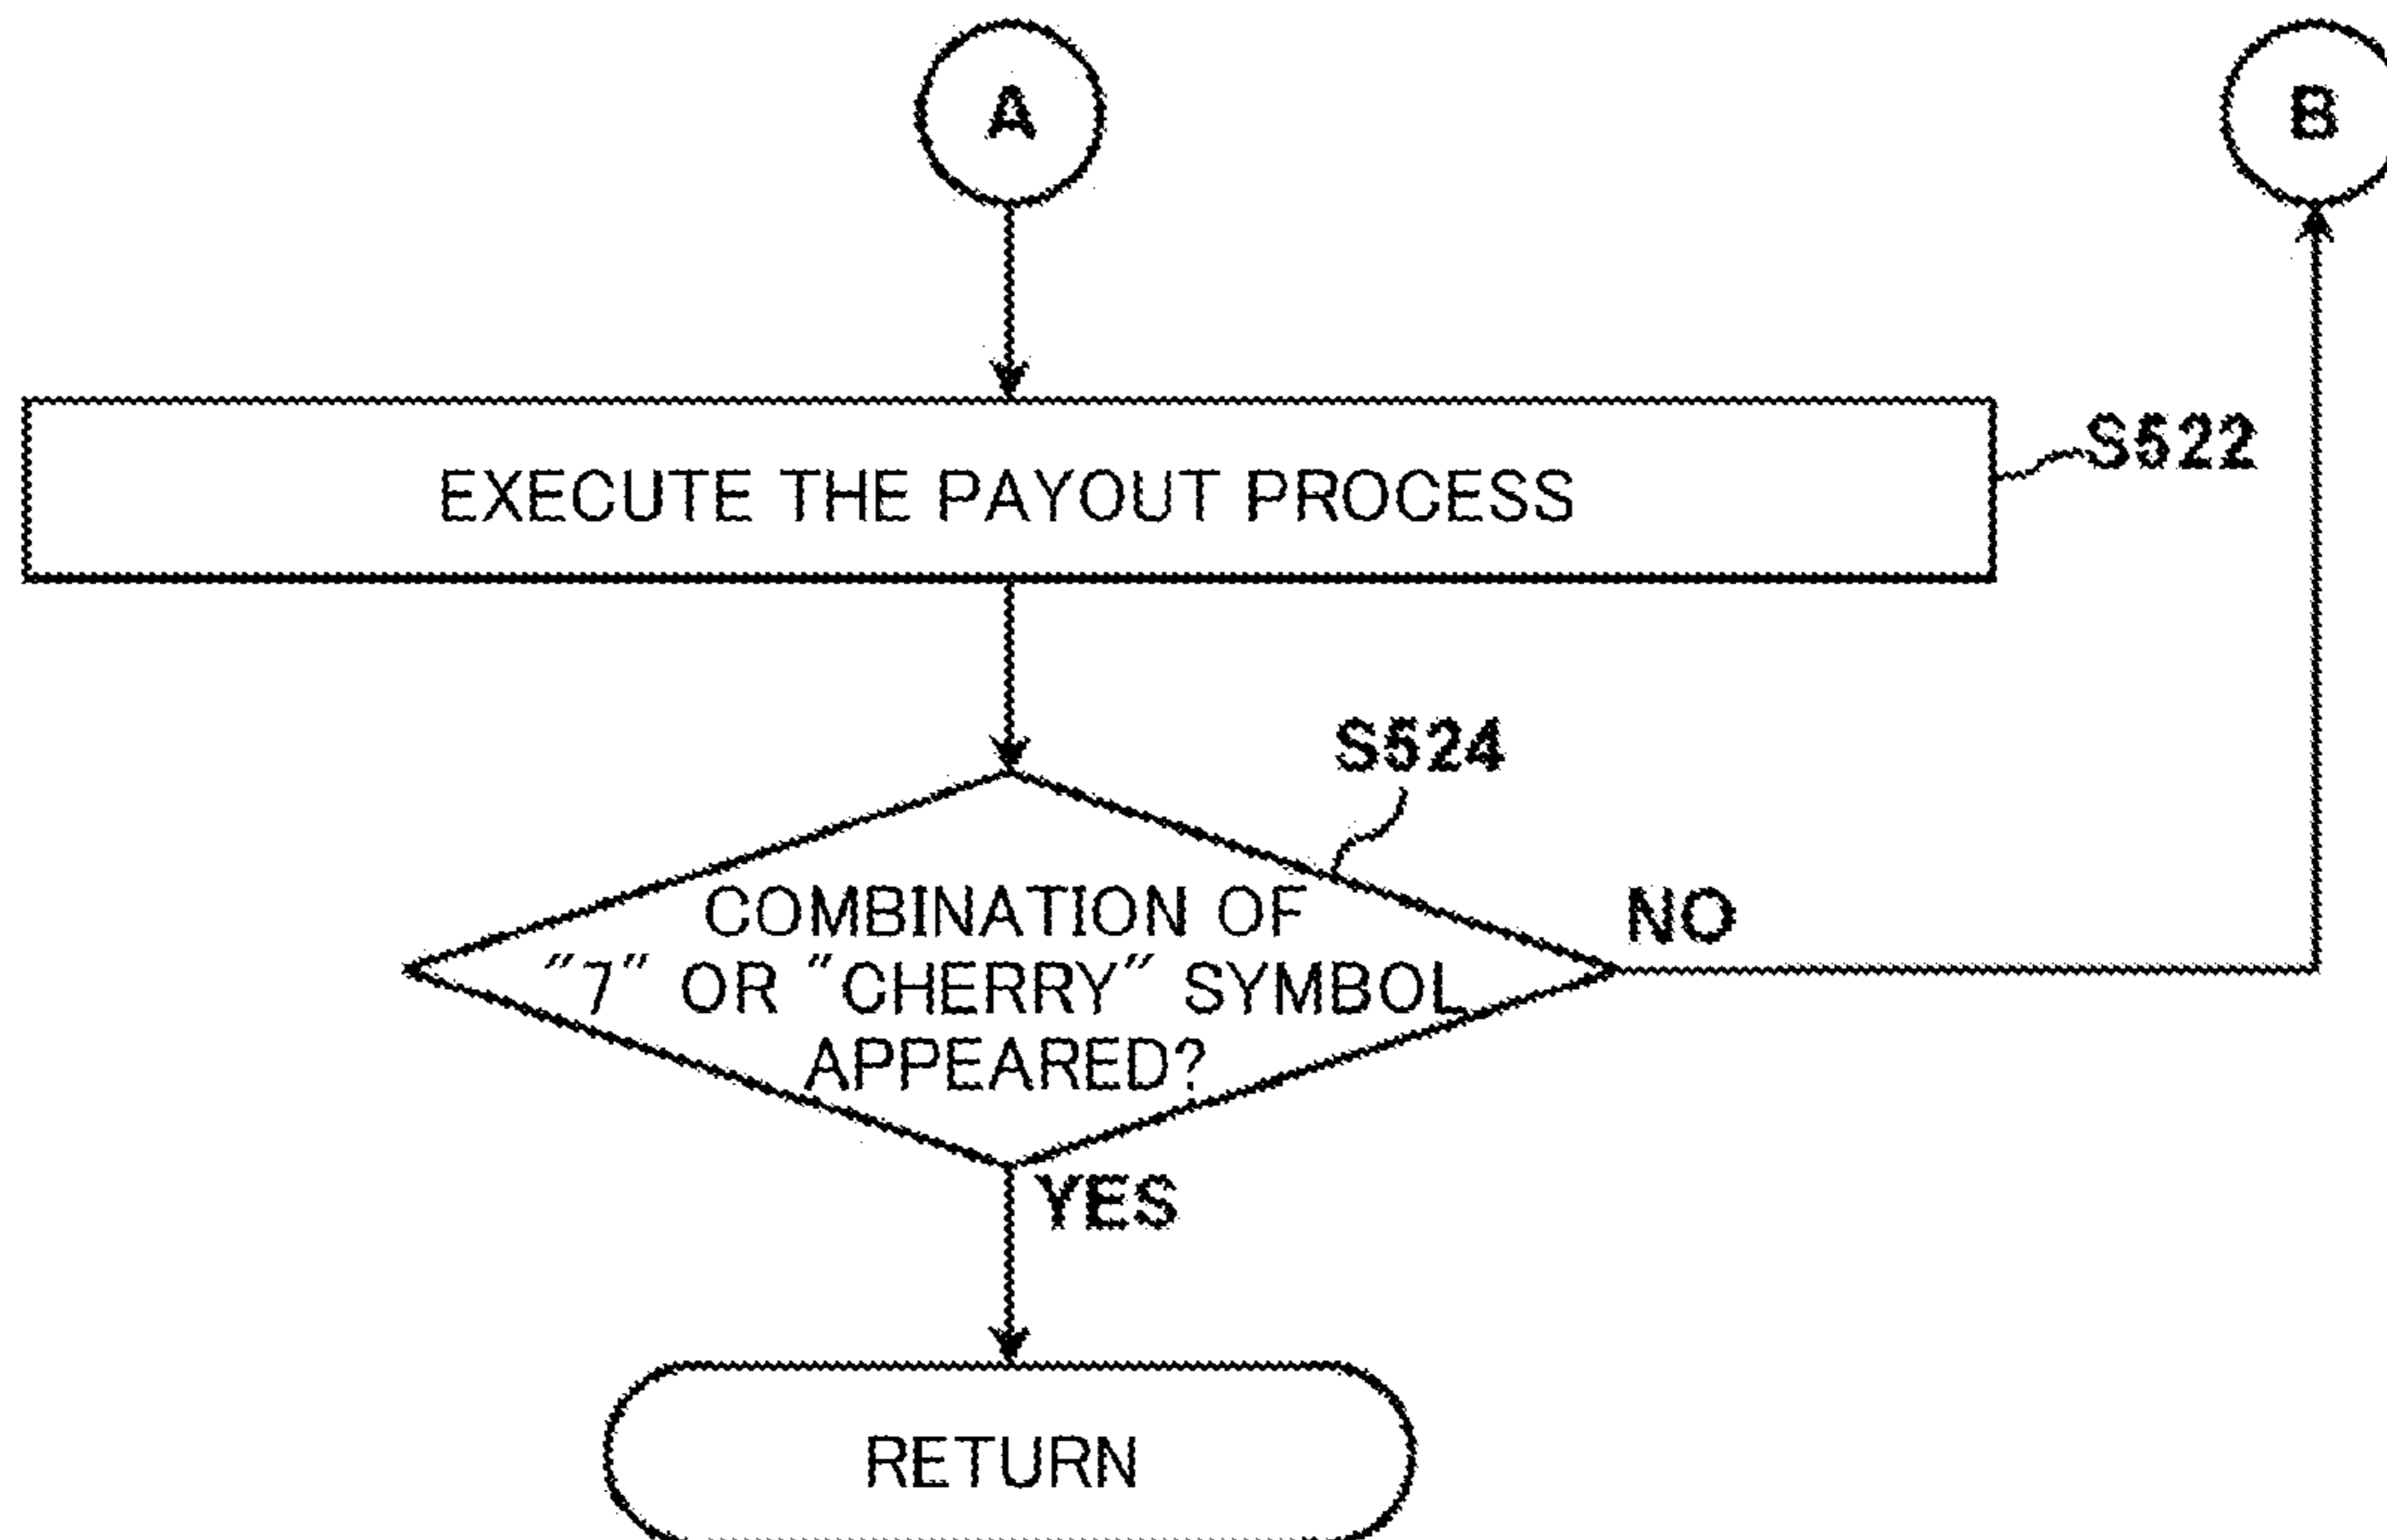 A
B
EXECUTE THE PAYOUT PROCESS
S522
S524
COMBINATION OF
"7" OR "CHERRY" SYMBOL
APPEARED?
NO
YES
RETURN